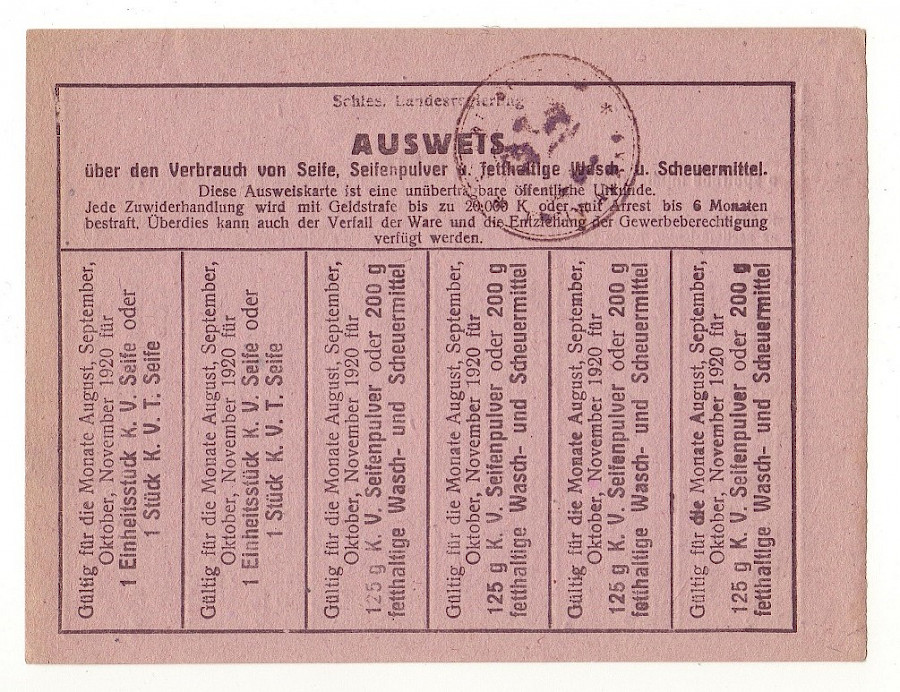 Schles. Landesregierung
AUSWEIS
über den Verbrauch von Seife, Seifenpulver u. fetthaltige Wasch- u. Scheuermittel.
Diese Ausweiskarte ist eine unübertragbare öffentliche Urkunde.
Jede Zuwiderhandlung wird mit Geldstrafe bis zu 20.000 K oder mit Arrest bis 6 Monaten
bestraft. Überdies kann auch der Verfall der Ware und die Entziehung der Gewerbeberechtigung
verfügt werden.
Gültig für die Monate August, September,
Oktober, November 1920 für
1 Einheitsstück K. V. Seife oder
1 Stück K. V. T. Seife
Gültig für die Monate August, September,
Oktober, November 1920 für
1 Einheitsstück K. V. Seife oder
1 Stück K. V. T. Seife
Gültig für die Monate August, September,
Oktober, November 1920 für
125 g K. V. Seifenpulver oder 200 g
fetthaltige Wasch- und Scheuermittel
Gültig für die Monate August, September,
Oktober, November 1920 für
125 g K. V. Seifenpulver oder 200 g
fetthaltige Wasch- und Scheuermittel
Gültig für die Monate August, September,
Oktober, November 1920 für
125 g K. V. Seifenpulver oder 200 g
fetthaltige Wasch- und Scheuermittel
Gültig für die Monate August, September,
Oktober, November 1920 für
125 g K. V. Seifenpulver oder 200 g
fetthaltige Wasch- und Scheuermittel